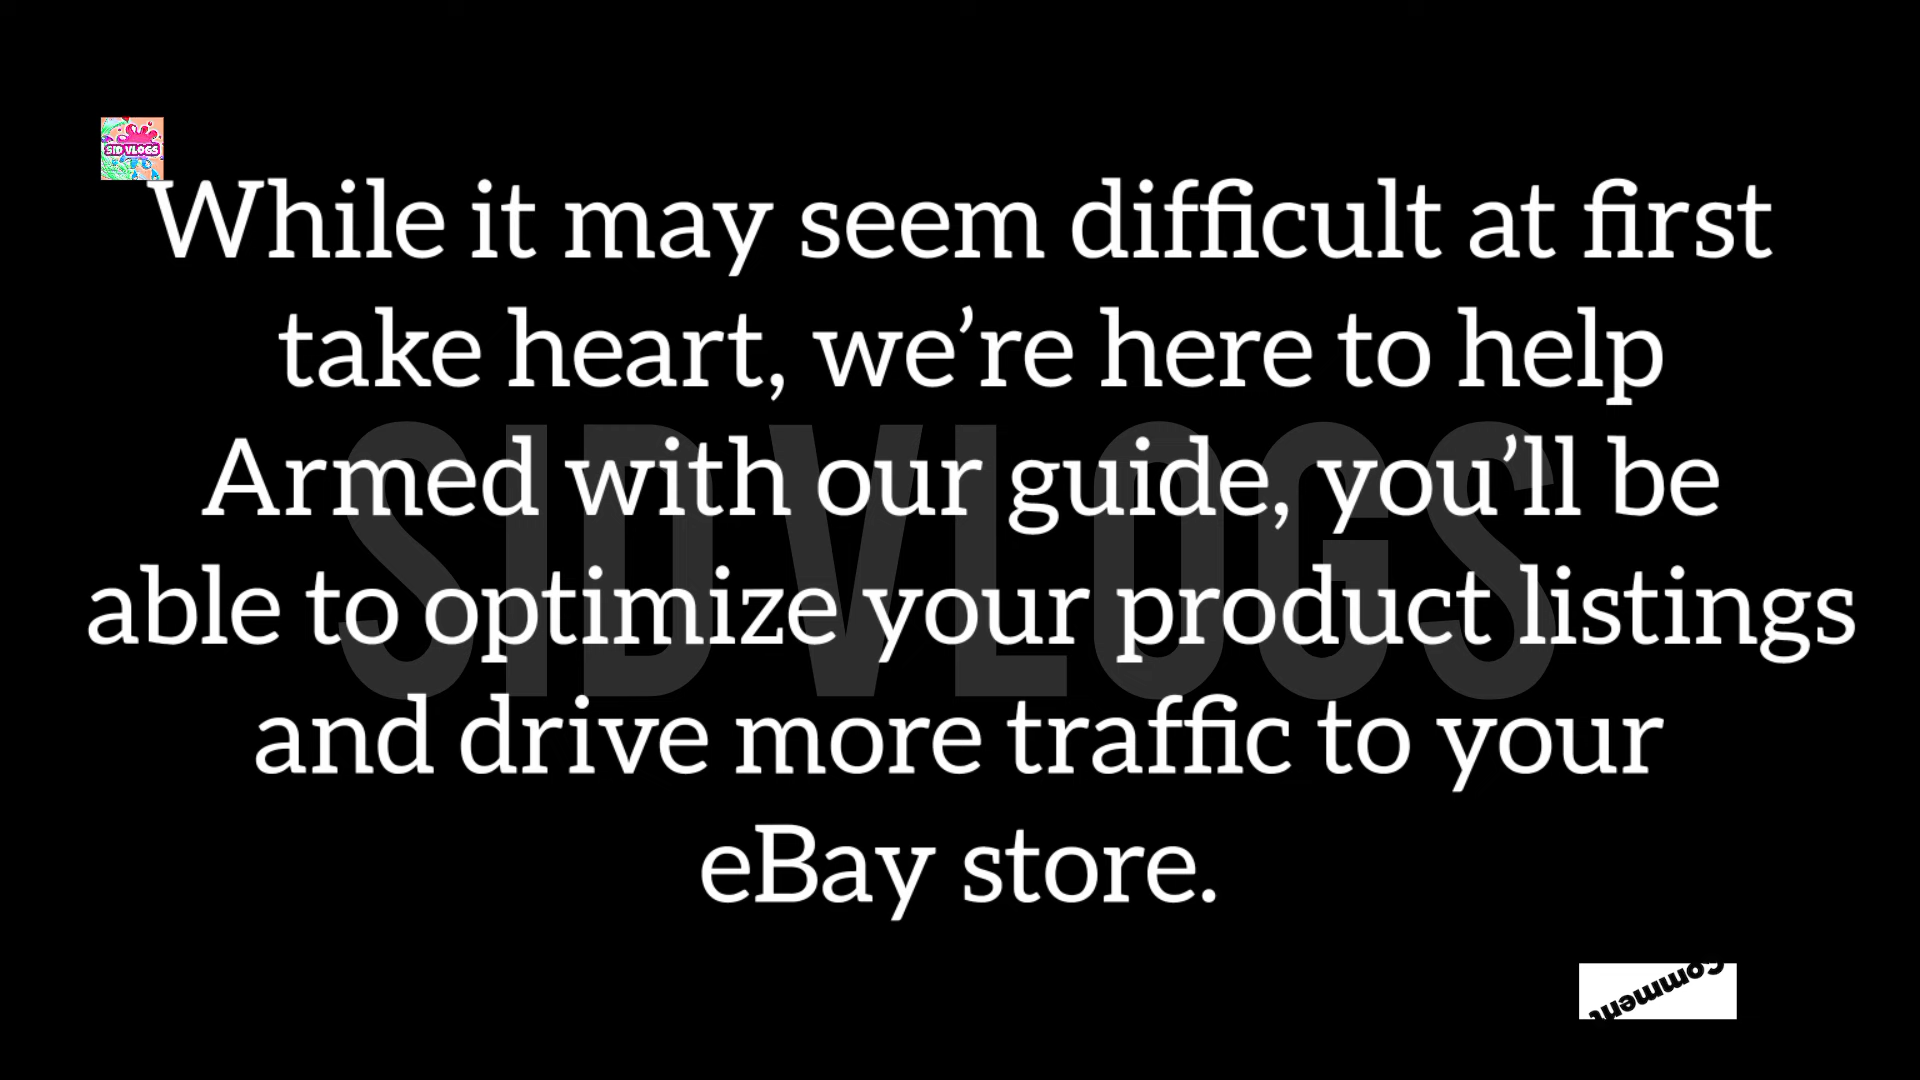 SID VLOGS
While it may seem difficult at first
take heart, we’re here to help
Armed with our guide, you’ll be
able to optimize your product listings
and drive more traffic to your
eBay store.
SID VLOGS
Comment